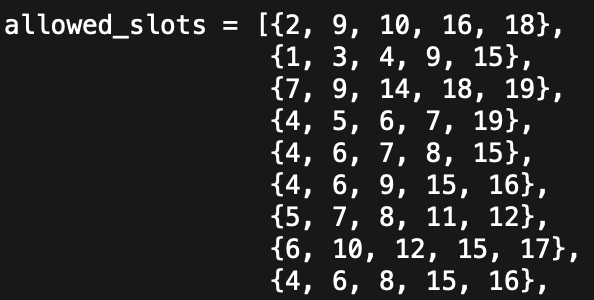 allowed_slots = [{2, 9, 10, 16, 18},
{1, 3, 4, 9, 15},
{7, 9, 14, 18, 19},
{4, 5, 6, 7, 19},
{4, 6, 7, 8, 15},
{4, 6, 9, 15, 16},
{5, 7, 8, 11, 12},
{6, 10, 12, 15, 17},
{4, 6, 8, 15, 16},